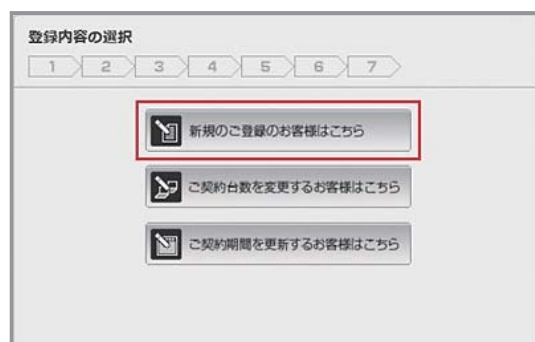 登録内容の選択
1 2 3 4 5 6 7
新規のご登録のお客様はこちら
ご契約台数を変更するお客様はこちら
ご契約期間を更新するお客様はこちら